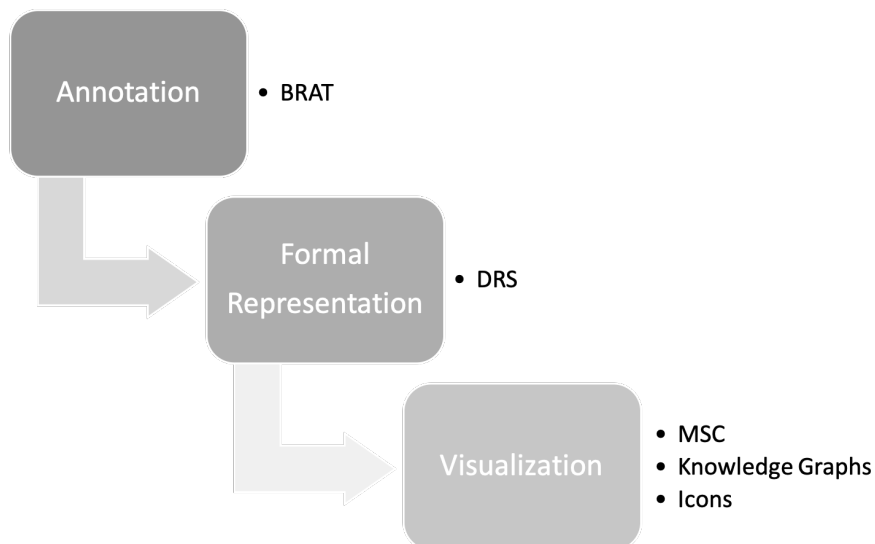 Annotation
• BRAT
Formal
Representation
• DRS
Visualization
• MSC
• Knowledge Graphs
• Icons